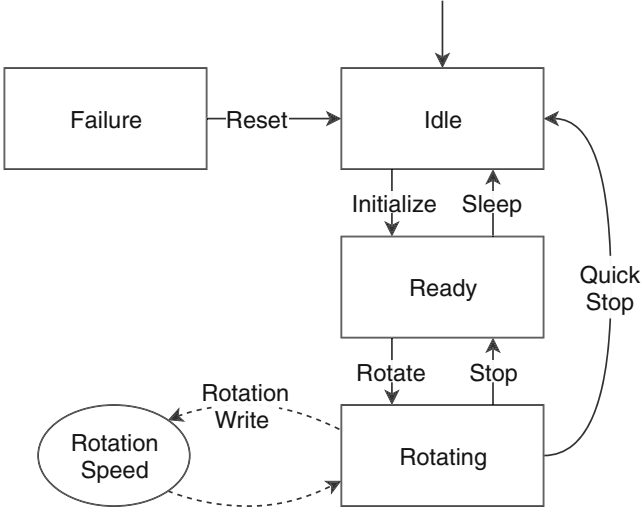 Failure
Reset
Idle
Initialize
Sleep
Ready
Quick
Stop
Rotate
Stop
Rotation
Write
Rotation
Speed
Rotating